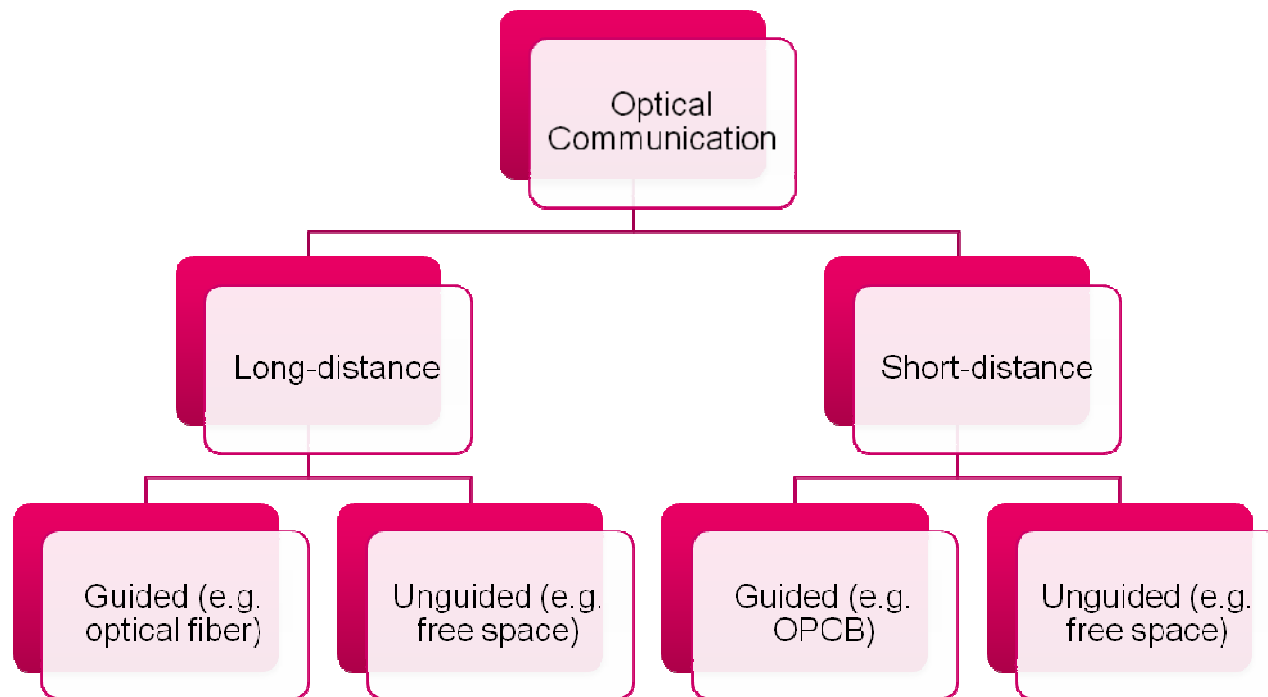 Optical
Communication
Long-distance
Short-distance
Guided (e.g.
optical fiber)
Unguided (e.g.
free space)
Guided (e.g.
OPCB)
Unguided (e.g.
free space)